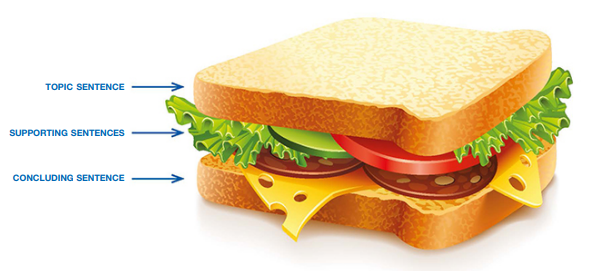 TOPIC SENTENCE
SUPPORTING SENTENCES
CONCLUDING SENTENCE